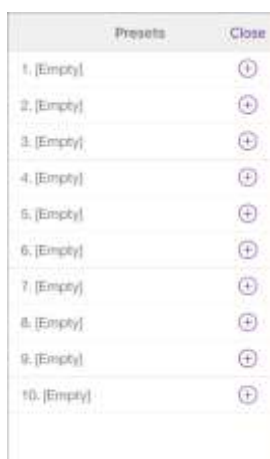 Presets Close
1. [Empty]
2. [Empty]
3. [Empty]
4. [Empty]
5. [Empty]
6. [Empty]
7. [Empty]
8. [Empty]
9. [Empty]
10. [Empty]